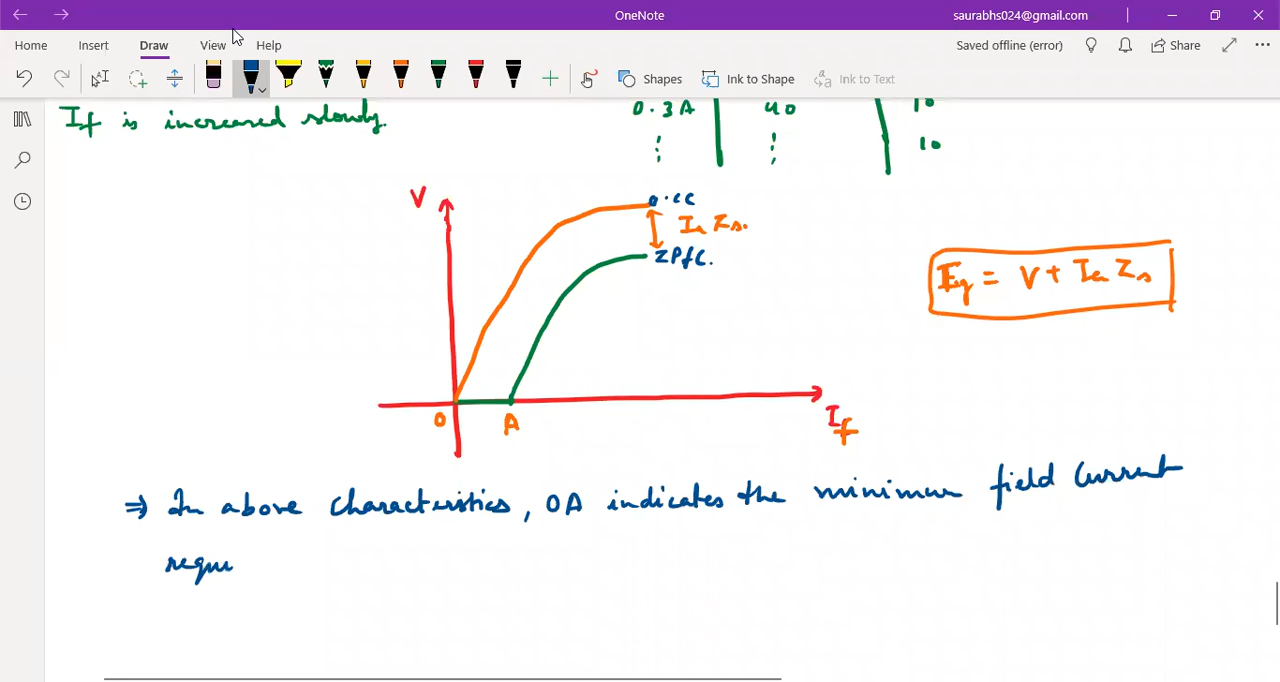 OneNote
saurabhs024@gmail.com
Home Insert Draw View Help
Saved offline (error)
Share
Shapes
Ink to Shape
Ink to Text
If is increased slowly.
0.3A 40 10
10
V
O.CC
Ia Zs.
ZPfC.
Eg = V + Ia Zs
O A
If
⇒ In above characteristics, OA indicates the minimum field current
requ